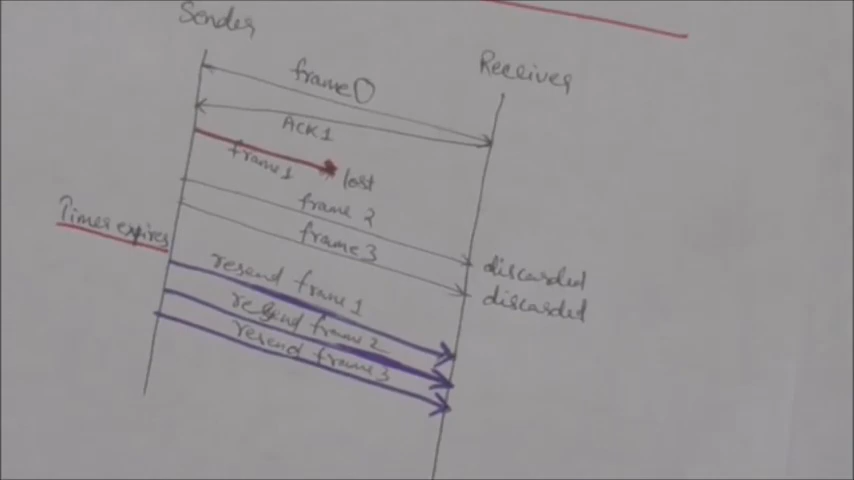 Sender
Receiver
frame 0
ACK 1
frame 1
lost
frame 2
Timer expires
frame 3
discarded
discarded
resend frame 1
resend frame 2
resend frame 3